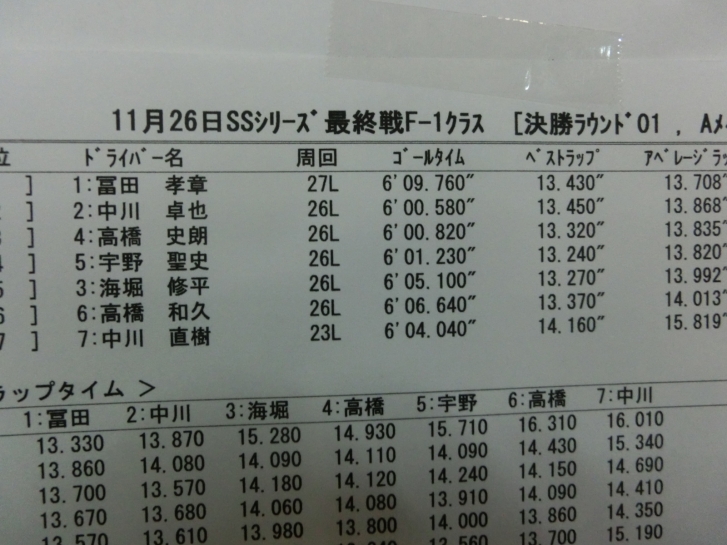 11月26日SSシリーズ最終戦F-1クラス [決勝ラウンド01 , Aメ
位 ドライバー名 周回 ゴールタイム ベストラップ アベレージラッ
] 1:冨田 孝章 27L 6'09.760" 13.430" 13.708"
] 2:中川 卓也 26L 6'00.580" 13.450" 13.868"
] 4:高橋 史朗 26L 6'00.820" 13.320" 13.835"
] 5:宇野 聖史 26L 6'01.230" 13.240" 13.820"
5 ] 3:海堀 修平 26L 6'05.100" 13.270" 13.992"
6 ] 6:高橋 和久 26L 6'06.640" 13.370" 14.013"
7 ] 7:中川 直樹 23L 6'04.040" 14.160" 15.819"
ラップタイム >
1:冨田 2:中川 3:海堀 4:高橋 5:宇野 6:高橋 7:中川
13.330 13.870 15.280 14.930 15.710 16.310 16.010
13.860 14.080 14.090 14.110 14.090 14.430 15.340
13.700 13.570 14.180 14.120 14.240 14.150 14.690
13.670 13.680 14.060 14.080 13.910 14.090 14.410
13.570 13.610 13.980 13.800 14.000 13.860 14.350
13.560 13.700 15.190